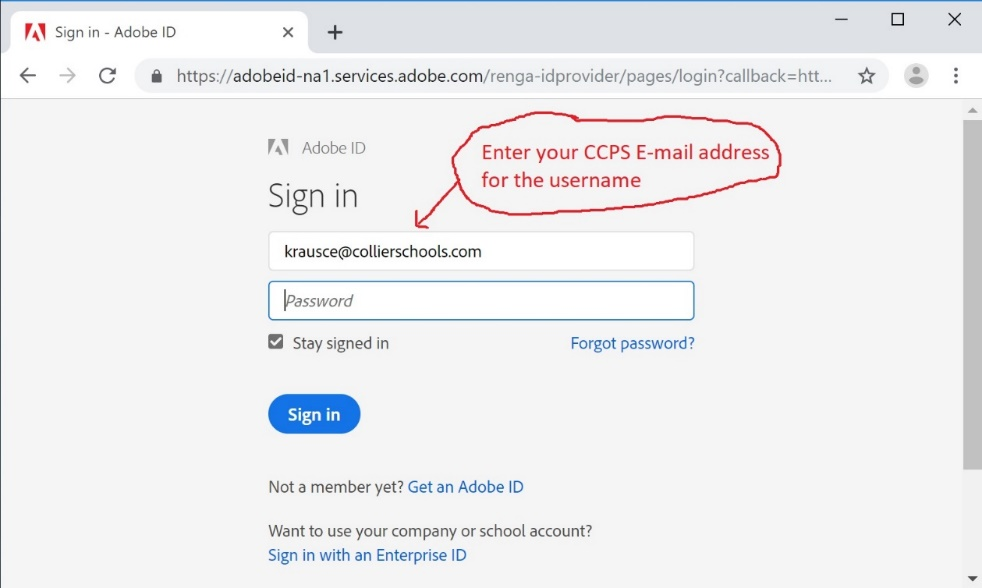 Sign in - Adobe ID
https://adobeid-na1.services.adobe.com/renga-idprovider/pages/login?callback=htt...
Adobe ID
Enter your CCPS E-mail address
for the username
Sign in
krausce@collierschools.com
Password
Stay signed in
Forgot password?
Sign in
Not a member yet? Get an Adobe ID
Want to use your company or school account?
Sign in with an Enterprise ID